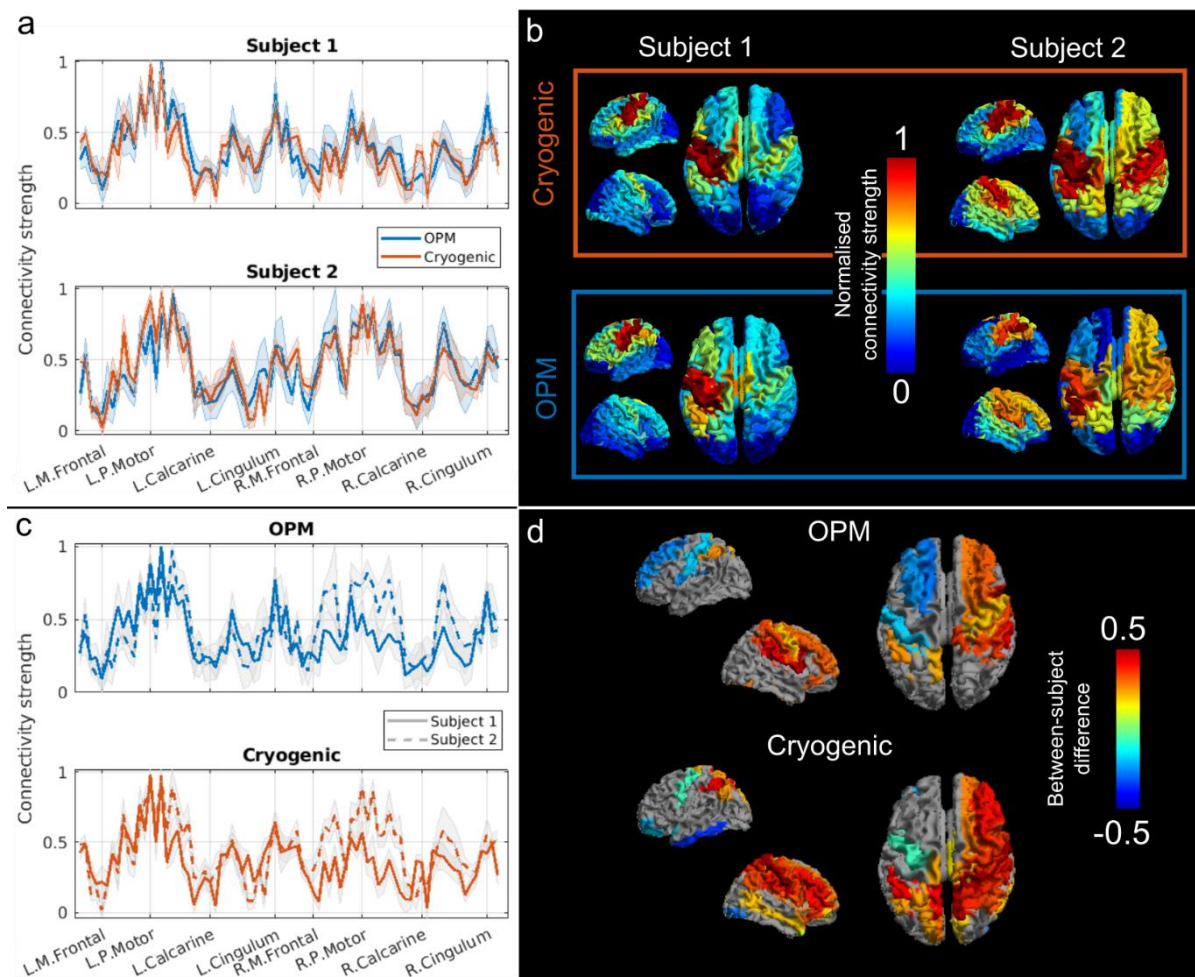 a
Subject 1
1
0.5
0
OPM
Cryogenic
Subject 2
1
0.5
0
Connectivity strength
L.M.Frontal
L.P.Motor
L.Calcarine
L.Cingulum
R.M.Frontal
R.P.Motor
R.Calcarine
R.Cingulum
b
Subject 1
Subject 2
Cryogenic
OPM
1
Normalised
connectivity strength
0
c
OPM
1
0.5
0
Subject 1
Subject 2
Cryogenic
1
0.5
0
Connectivity strength
L.M.Frontal
L.P.Motor
L.Calcarine
L.Cingulum
R.M.Frontal
R.P.Motor
R.Calcarine
R.Cingulum
d
OPM
Cryogenic
0.5
Between-subject
difference
-0.5